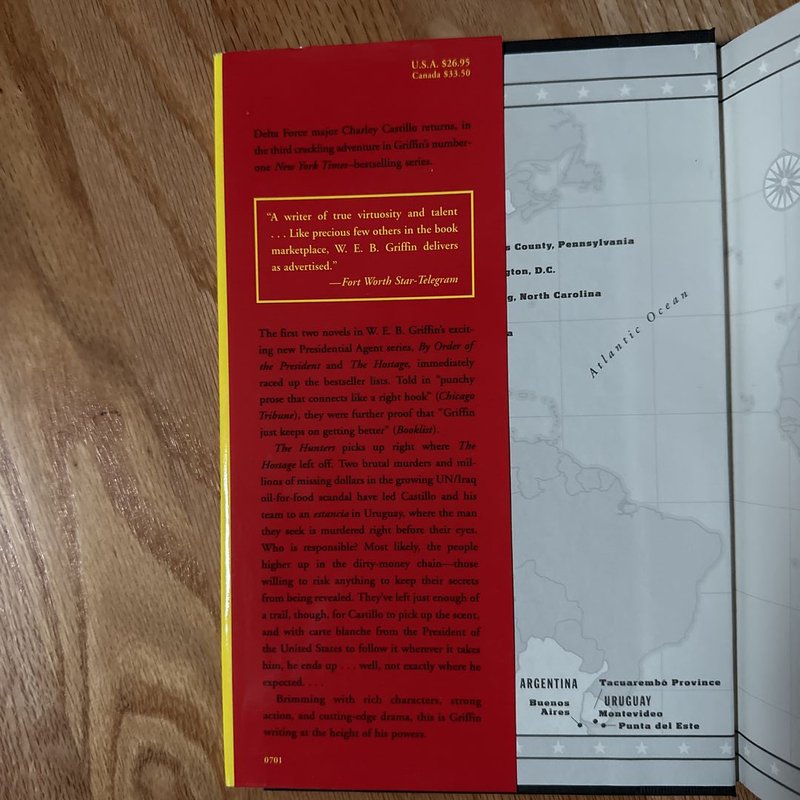 U.S.A. $26.95
Canada $33.50
Delta Force major Charley Castillo returns, in
the third crackling adventure in Griffin's number-
one New York Times–bestselling series.
“A writer of true virtuosity and talent
. . . Like precious few others in the book
marketplace, W. E. B. Griffin delivers
as advertised.”
—Fort Worth Star-Telegram
The first two novels in W. E. B. Griffin's excit-
ing new Presidential Agent series, By Order of
the President and The Hostage, immediately
raced up the bestseller lists. Told in “punchy
prose that connects like a right hook” (Chicago
Tribune), they were further proof that “Griffin
just keeps on getting better” (Booklist).
The Hunters picks up right where The
Hostage left off. Two brutal murders and mil-
lions of missing dollars in the growing UN/Iraq
oil-for-food scandal have led Castillo and his
team to an estancia in Uruguay, where the man
they seek is murdered right before their eyes.
Who is responsible? Most likely, the people
higher up in the dirty-money chain—those
willing to risk anything to keep their secrets
from being revealed. They've left just enough of
a trail, though, for Castillo to pick up the scent,
and with carte blanche from the President of
the United States to follow it wherever it takes
him, he ends up . . . well, not exactly where he
expected. . . .
Brimming with rich characters, strong
action, and cutting-edge drama, this is Griffin
writing at the height of his powers.
0701
s County, Pennsylvania
gton, D.C.
g, North Carolina
a
Atlantic Ocean
ARGENTINA
Tacuarembó Province
Buenos
Aires
URUGUAY
Montevideo
Punta del Este